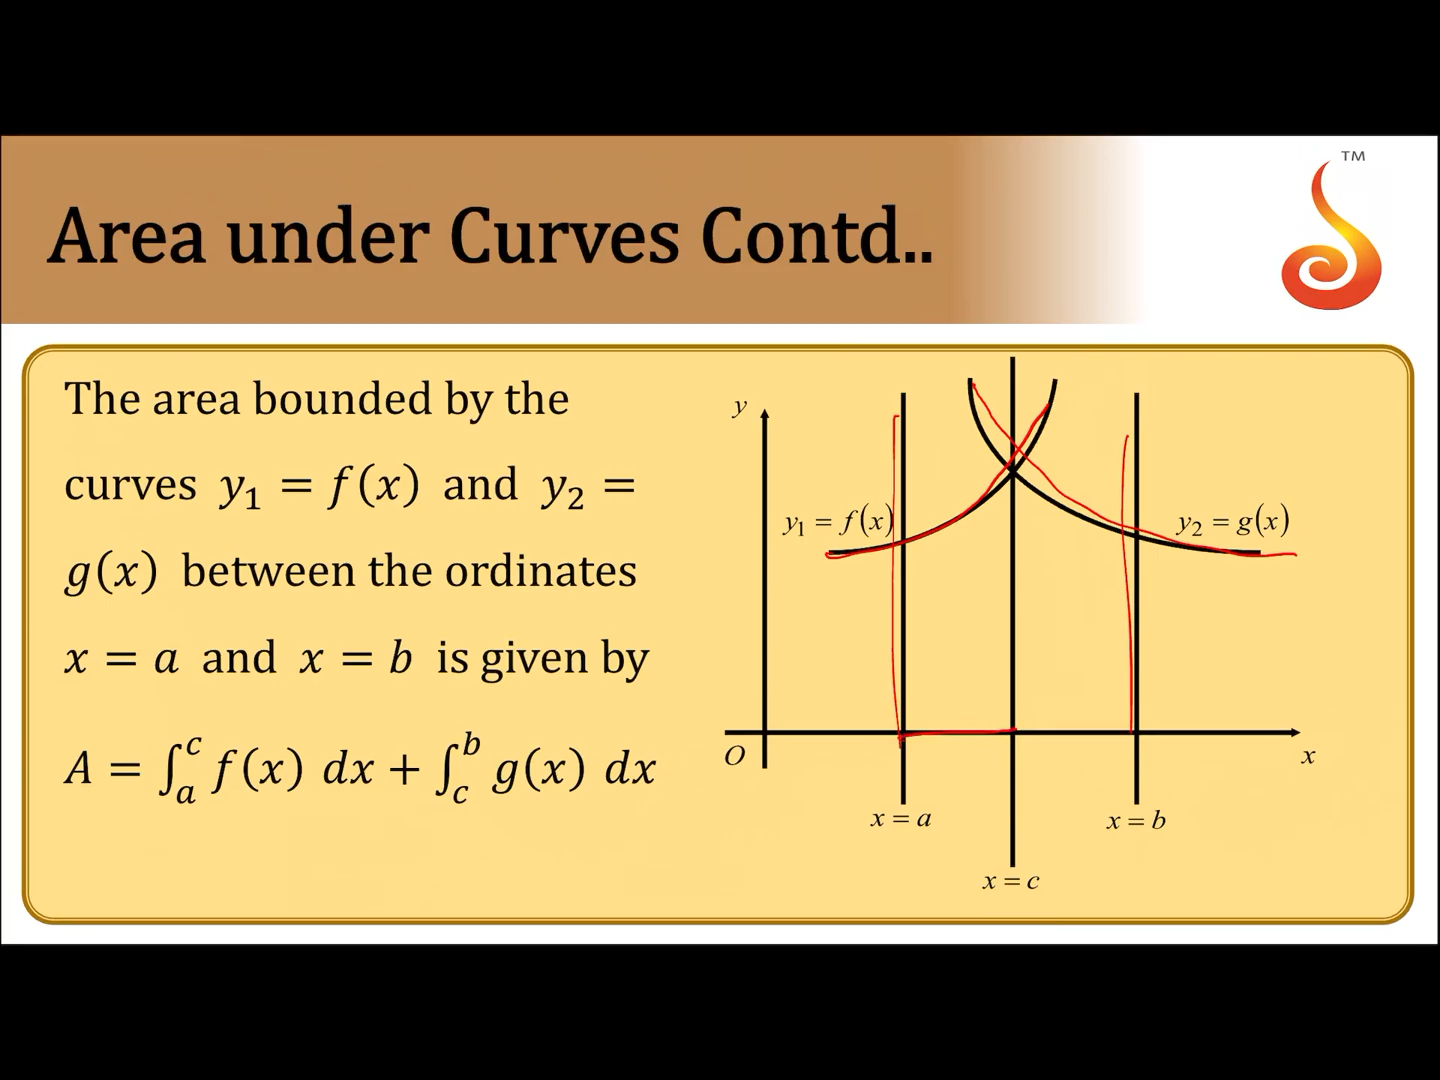 TM
Area under Curves Contd..
The area bounded by the
curves y₁ = f(x) and y₂ =
g(x) between the ordinates
x = a and x = b is given by
A = ∫ₐᶜ f(x) dx + ∫꜀ᵇ g(x) dx
y
y₁ = f(x)
y₂ = g(x)
O
x
x = a
x = b
x = c